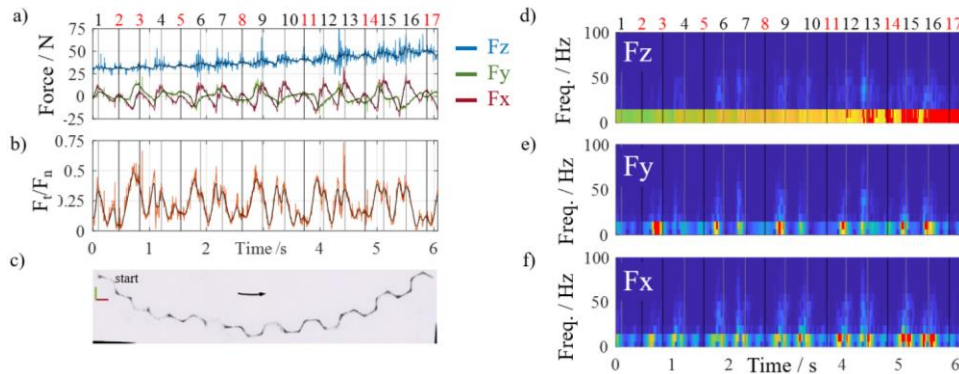 a)
1 2 3 4 5 6 7 8 9 10 11 12 13 14 15 16 17
Force / N
75
50
25
0
-25
Fz
Fy
Fx
b)
F_t/F_n
0.75
0.5
0.25
0
0 1 2 Time /s 4 5 6
c)
start
d)
1 2 3 4 5 6 7 8 9 10 11 12 13 14 15 16 17
Freq. / Hz
100
50
0
Fz
e)
Freq. / Hz
100
50
0
Fy
f)
Freq. / Hz
100
50
0
Fx
0 1 2 3 4 5 6
Time / s